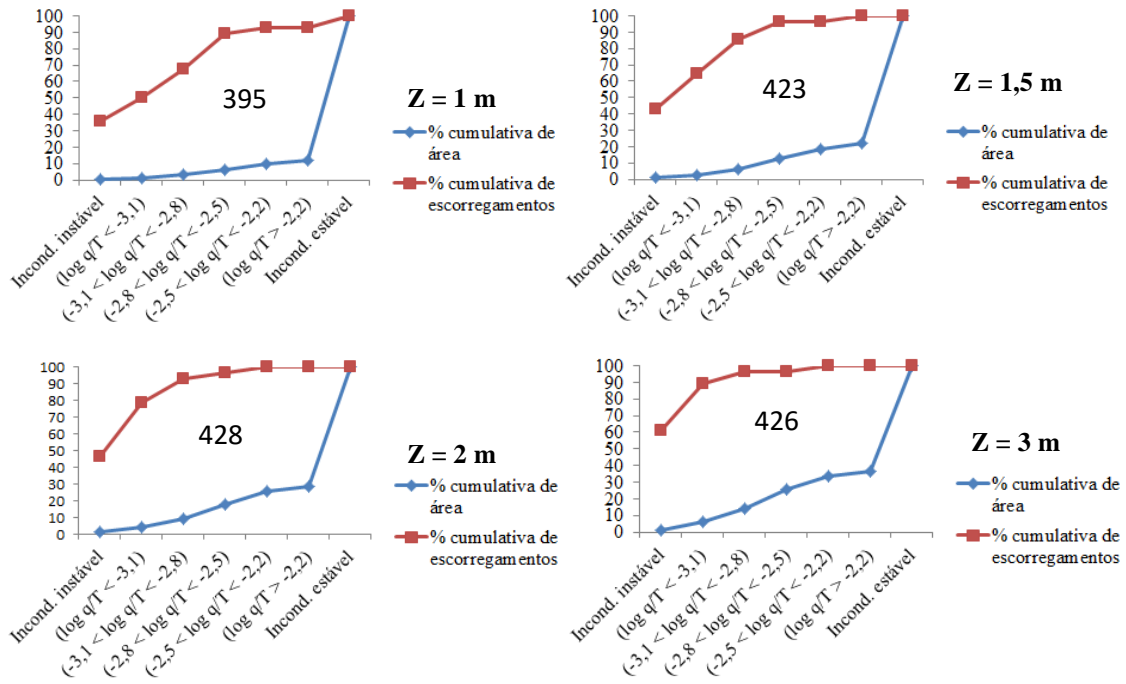 100
90
80
70
60
50
40
30
20
10
0
395
Z = 1 m
% cumulativa de
área
% cumulativa de
escorregamentos
Incond. instável
(log q/T < -3,1)
(-3,1 < log q/T < -2,8)
(-2,8 < log q/T < -2,5)
(-2,5 < log q/T < -2,2)
(log q/T > -2,2)
Incond. estável
100
90
80
70
60
50
40
30
20
10
0
423
Z = 1,5 m
% cumulativa de
área
% cumulativa de
escorregamentos
Incond. instável
(log q/T < -3,1)
(-3,1 < log q/T < -2,8)
(-2,8 < log q/T < -2,5)
(-2,5 < log q/T < -2,2)
(log q/T > -2,2)
Incond. estável
100
90
80
70
60
50
40
30
20
10
0
428
Z = 2 m
% cumulativa de
área
% cumulativa de
escorregamentos
Incond. instável
(log q/T < -3,1)
(-3,1 < log q/T < -2,8)
(-2,8 < log q/T < -2,5)
(-2,5 < log q/T < -2,2)
(log q/T > -2,2)
Incond. estável
100
90
80
70
60
50
40
30
20
10
0
426
Z = 3 m
% cumulativa de
área
% cumulativa de
escorregamentos
Incond. instável
(log q/T < -3,1)
(-3,1 < log q/T < -2,8)
(-2,8 < log q/T < -2,5)
(-2,5 < log q/T < -2,2)
(log q/T > -2,2)
Incond. estável